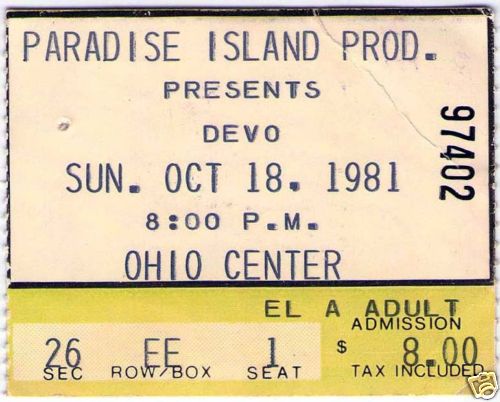 PARADISE ISLAND PROD.
PRESENTS
DEVO
SUN. OCT 18. 1981
8:00 P.M.
OHIO CENTER
97402
EL A ADULT
26 EE 1 $ ADMISSION 8.00
SEC ROW/BOX SEAT TAX INCLUDED